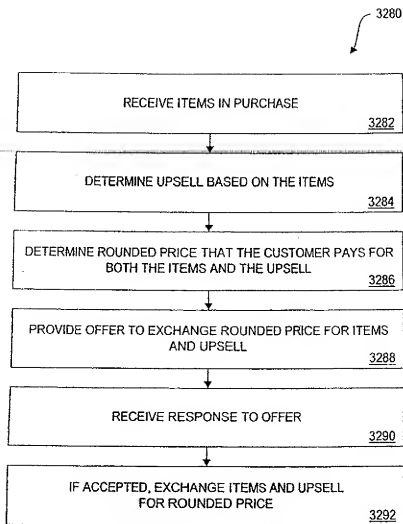 3280
RECEIVE ITEMS IN PURCHASE
3282
DETERMINE UPSELL BASED ON THE ITEMS
3284
DETERMINE ROUNDED PRICE THAT THE CUSTOMER PAYS FOR
BOTH THE ITEMS AND THE UPSELL
3286
PROVIDE OFFER TO EXCHANGE ROUNDED PRICE FOR ITEMS
AND UPSELL
3288
RECEIVE RESPONSE TO OFFER
3290
IF ACCEPTED, EXCHANGE ITEMS AND UPSELL
FOR ROUNDED PRICE
3292